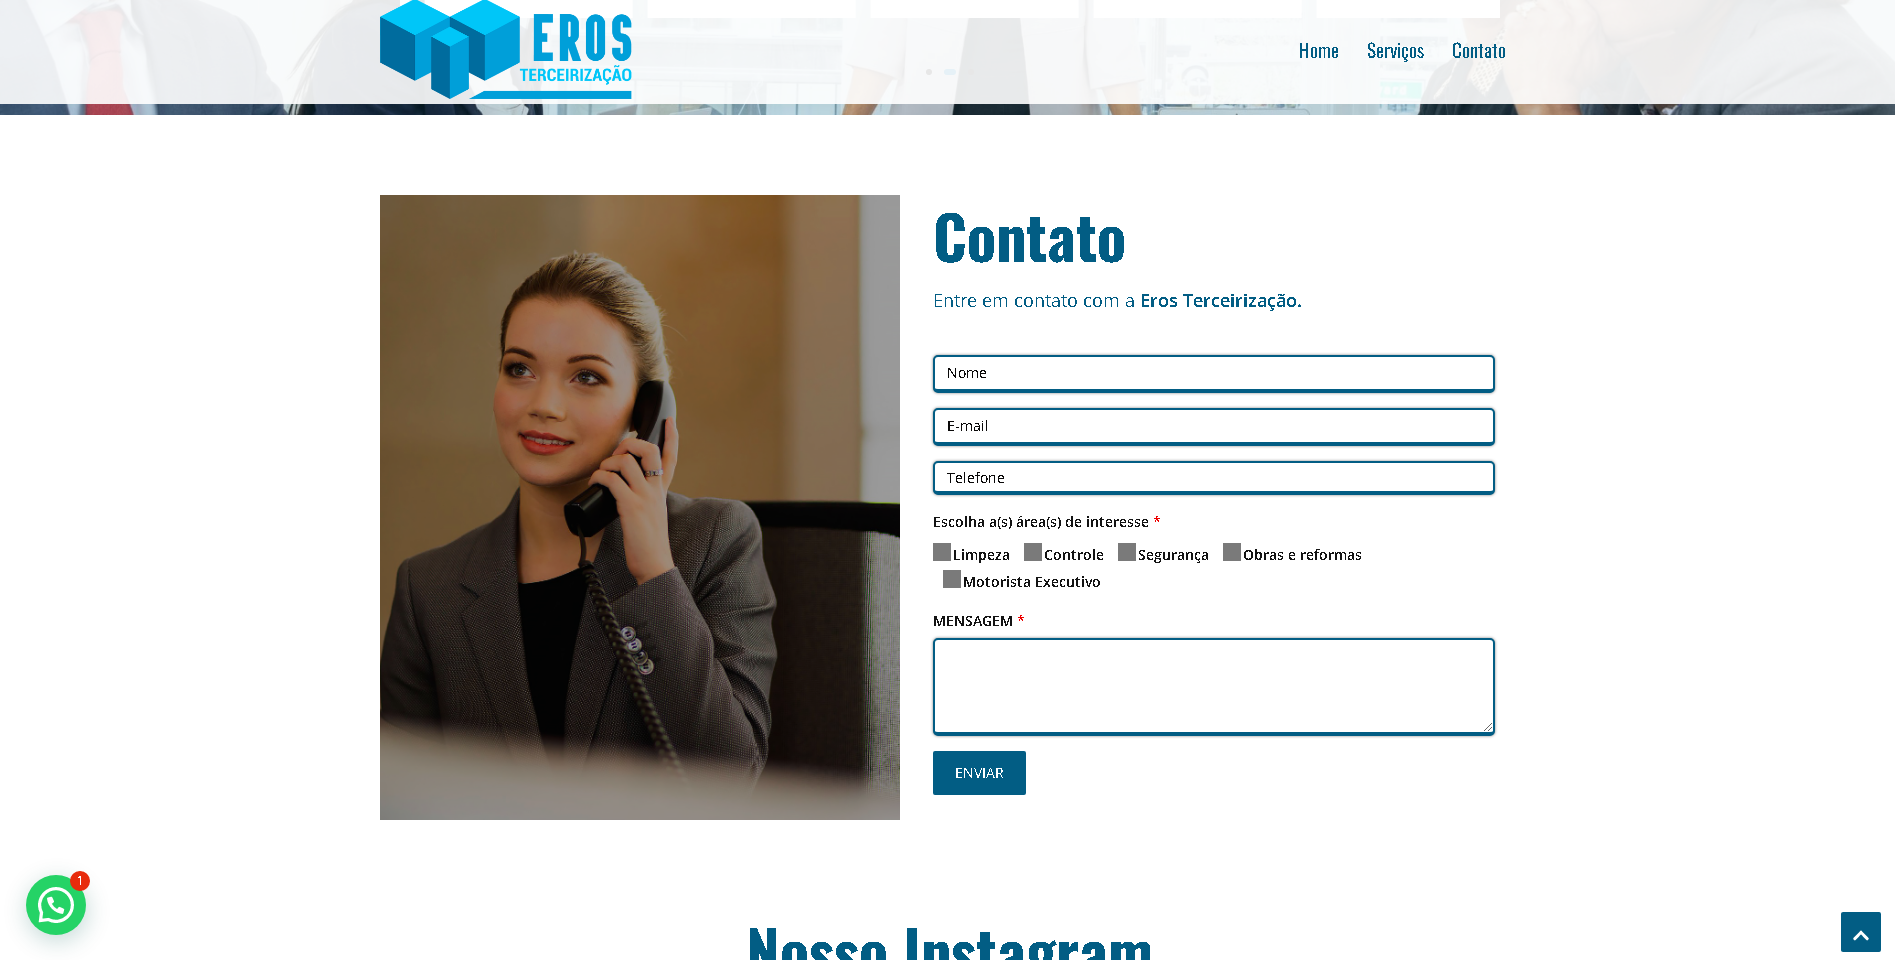 EROS
TERCEIRIZAÇÃO
Home Serviços Contato
Contato
Entre em contato com a Eros Terceirização.
Nome
E-mail
Telefone
Escolha a(s) área(s) de interesse *
Limpeza Controle Segurança Obras e reformas
Motorista Executivo
MENSAGEM *
ENVIAR
1
Nosso Instagram